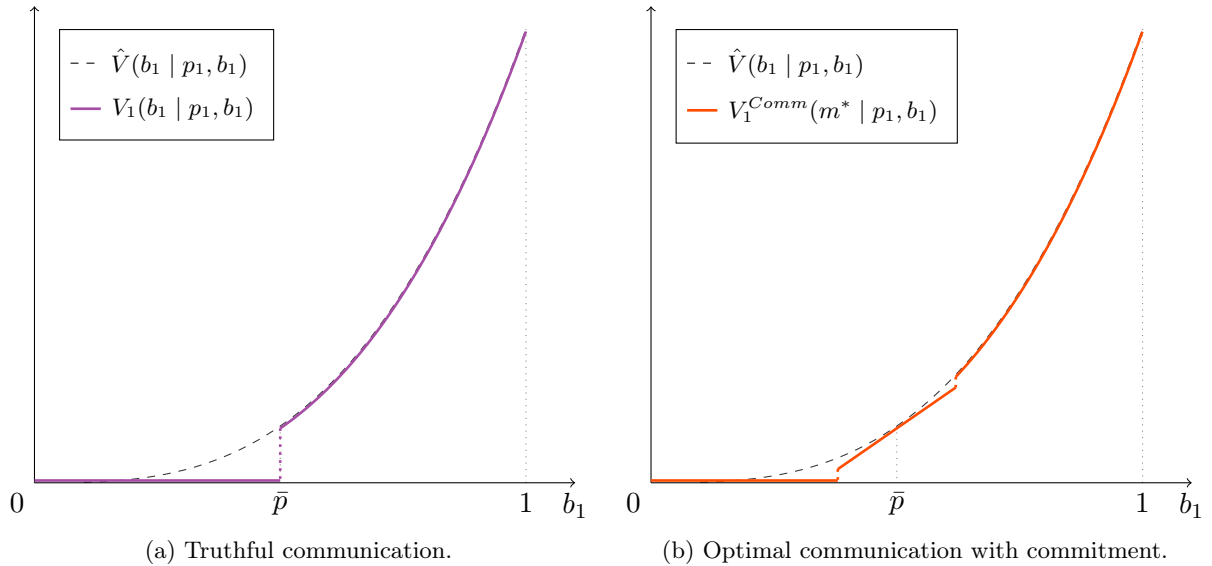 V̂(b₁ | p₁, b₁)
V₁(b₁ | p₁, b₁)
0
p̄
1
b₁
(a) Truthful communication.
V̂(b₁ | p₁, b₁)
V₁^{Comm}(m* | p₁, b₁)
0
p̄
1
b₁
(b) Optimal communication with commitment.